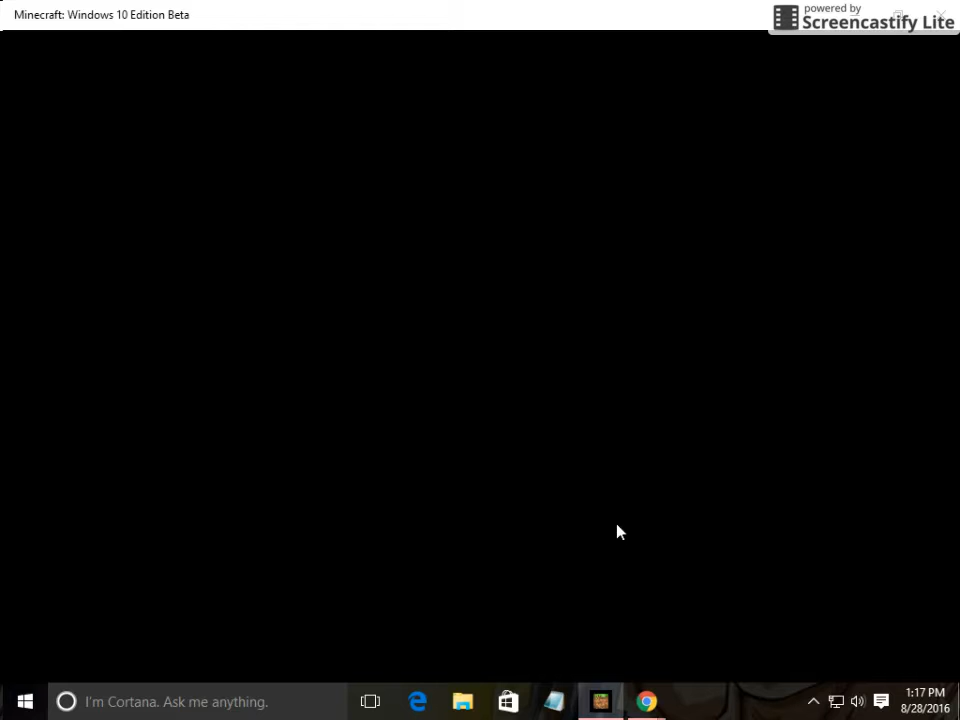 Minecraft: Windows 10 Edition Beta
powered by
Screencastify Lite
I'm Cortana. Ask me anything.
1:17 PM
8/28/2016